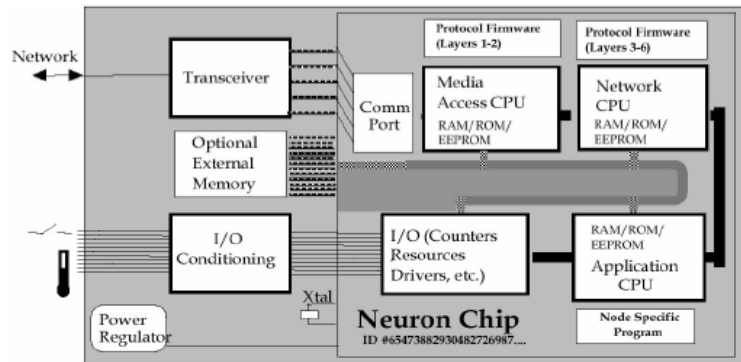 Network
Transceiver
Optional
External
Memory
I/O
Conditioning
Power
Regulator
Xtal
Comm
Port
Protocol Firmware
(Layers 1-2)
Media
Access CPU
RAM/ROM/
EEPROM
Protocol Firmware
(Layers 3-6)
Network
CPU
RAM/ROM/
EEPROM
I/O (Counters
Resources
Drivers, etc.)
RAM/ROM/
EEPROM
Application
CPU
Node Specific
Program
Neuron Chip
ID #65473882930482726987....